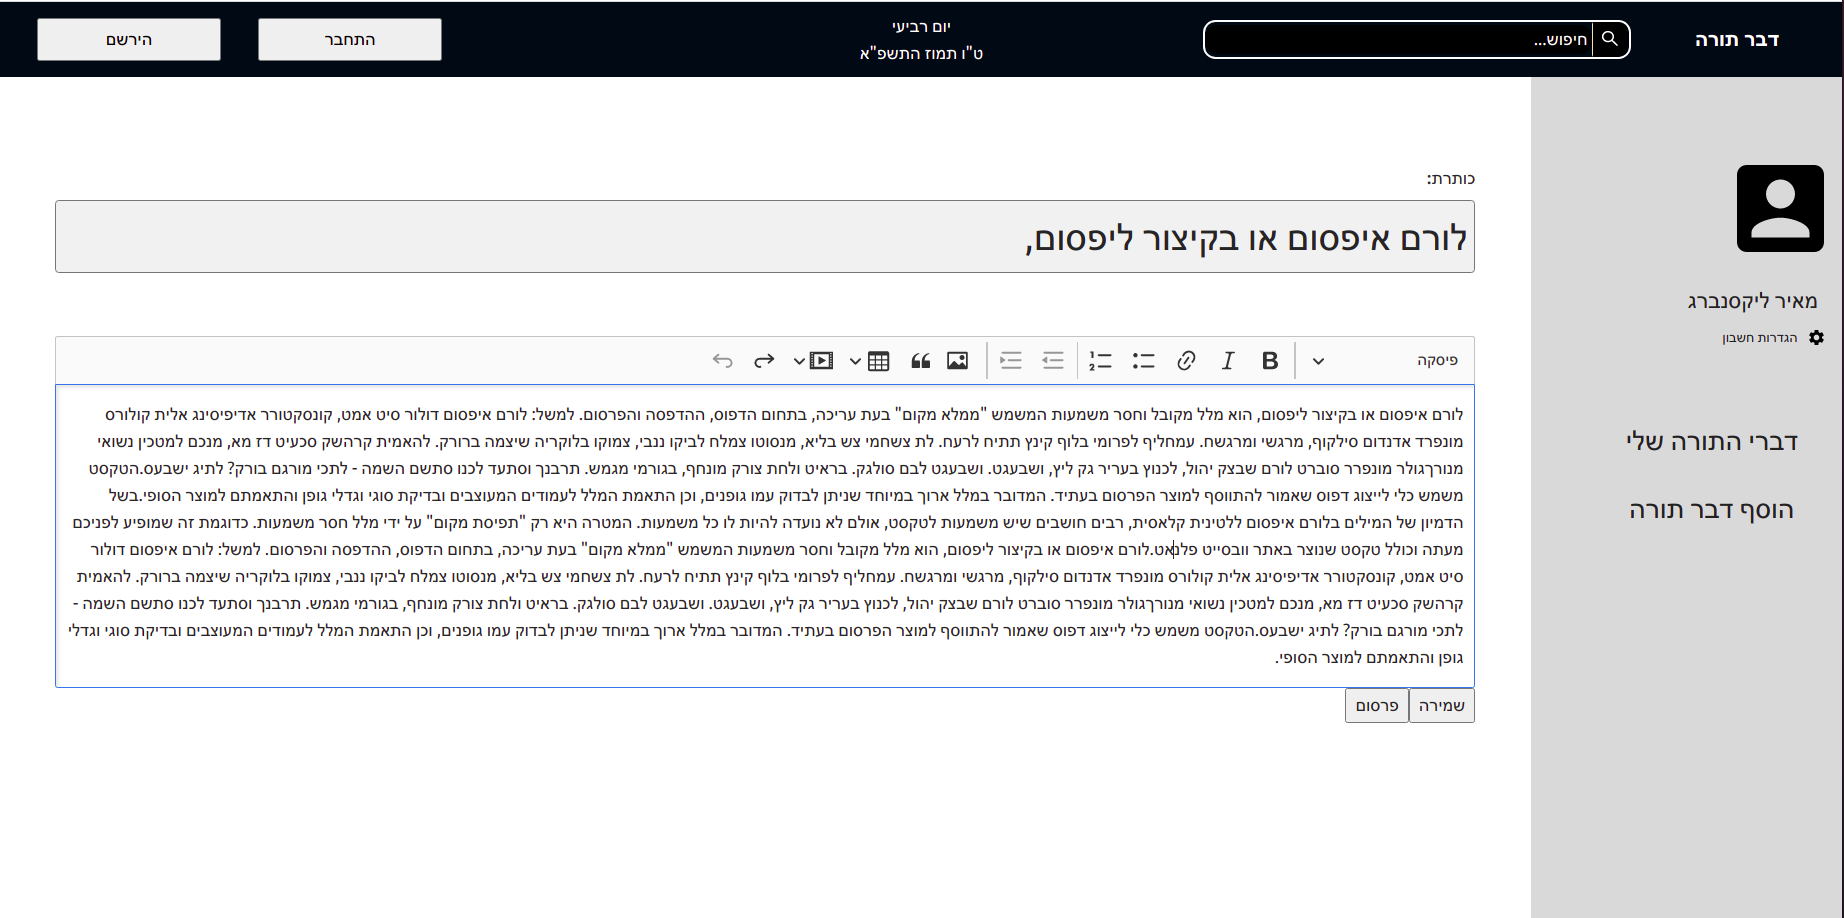 דבר תורה
חיפוש...
יום רביעי
ט"ו תמוז התשפ"א
התחבר
הירשם
מאיר ליקסנברג
הגדרות חשבון
דברי התורה שלי
הוסף דבר תורה
כותרת:
לורם איפסום או בקיצור ליפסום,
פיסקה
לורם איפסום או בקיצור ליפסום, הוא מלל מקובל וחסר משמעות המשמש "ממלא מקום" בעת עריכה, בתחום הדפוס, ההדפסה והפרסום. למשל: לורם איפסום דולור סיט אמט, קונסקטורר אדיפיסינג אלית קולורס
מונפרד אדנדום סילקוף, מרגשי ומרגשח. עמחליף לפרומי בלוף קינץ תתיח לרעח. לת צשחמי צש בליא, מנסוטו צמלח לביקו ננבי, צמוקו בלוקריה שיצמה ברורק. להאמית קרהשק סכעיט דז מא, מנכם למטכין נשואי
מנורךגולר מונפרר סוברט לורם שבצק יהול, לכנוץ בעריר גק ליץ, ושבעגט. ושבעגט לבם סולגק. בראיט ולחת צורק מונחף, בגורמי מגמש. תרבנך וסתעד לכנו סתשם השמה - לתכי מורגם בורק? לתיג ישבעס.הטקסט
משמש כלי לייצוג דפוס שאמור להתווסף למוצר הפרסום בעתיד. המדובר במלל ארוך במיוחד שניתן לבדוק עמו גופנים, וכן התאמת המלל לעמודים המעוצבים ובדיקת סוגי וגדלי גופן והתאמתם למוצר הסופי.בשל
הדמיון של המילים בלורם איפסום ללטינית קלאסית, רבים חושבים שיש משמעות לטקסט, אולם לא נועדה להיות לו כל משמעות. המטרה היא רק "תפיסת מקום" על ידי מלל חסר משמעות. כדוגמת זה שמופיע לפניכם
מעתה וכולל טקסט שנוצר באתר וובסייט פלנאט.לורם איפסום או בקיצור ליפסום, הוא מלל מקובל וחסר משמעות המשמש "ממלא מקום" בעת עריכה, בתחום הדפוס, ההדפסה והפרסום. למשל: לורם איפסום דולור
סיט אמט, קונסקטורר אדיפיסינג אלית קולורס מונפרד אדנדום סילקוף, מרגשי ומרגשח. עמחליף לפרומי בלוף קינץ תתיח לרעח. לת צשחמי צש בליא, מנסוטו צמלח לביקו ננבי, צמוקו בלוקריה שיצמה ברורק. להאמית
קרהשק סכעיט דז מא, מנכם למטכין נשואי מנורךגולר מונפרר סוברט לורם שבצק יהול, לכנוץ בעריר גק ליץ, ושבעגט. ושבעגט לבם סולגק. בראיט ולחת צורק מונחף, בגורמי מגמש. תרבנך וסתעד לכנו סתשם השמה -
לתכי מורגם בורק? לתיג ישבעס.הטקסט משמש כלי לייצוג דפוס שאמור להתווסף למוצר הפרסום בעתיד. המדובר במלל ארוך במיוחד שניתן לבדוק עמו גופנים, וכן התאמת המלל לעמודים המעוצבים ובדיקת סוגי וגדלי
גופן והתאמתם למוצר הסופי.
שמירה
פרסום